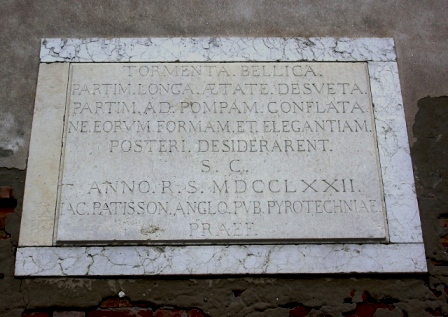 TORMENTA. BELLICA.
PARTIM. LONGA. ÆTATE. DESVETA.
PARTIM. AD. POMPAM. CONFLATA.
NE. EORVM. FORMAM. ET. ELEGANTIAM.
POSTERI. DESIDERARENT.
S. C.
ANNO. R. S. MDCCLXXII.
IAC. PATISSON. ANGLO. PVB. PYROTECHNIAE.
PRAEF.